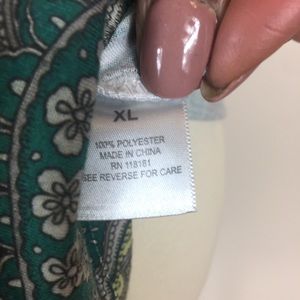 XL
100% POLYESTER
MADE IN CHINA
RN 118181
SEE REVERSE FOR CARE